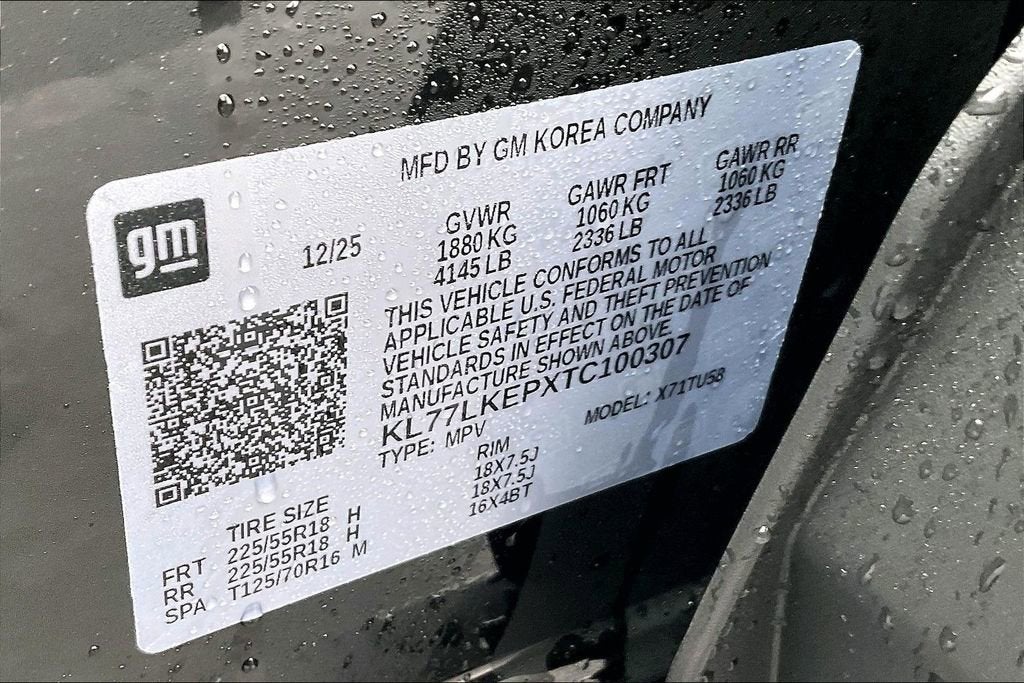 MFD BY GM KOREA COMPANY
gm
12/25
GVWR GAWR FRT GAWR RR
1880 KG 1060 KG 1060 KG
4145 LB 2336 LB 2336 LB
THIS VEHICLE CONFORMS TO ALL
APPLICABLE U.S. FEDERAL MOTOR
VEHICLE SAFETY AND THEFT PREVENTION
STANDARDS IN EFFECT ON THE DATE OF
MANUFACTURE SHOWN ABOVE.
KL77LKEPXTC100307
TYPE: MPV MODEL: X71TU58
TIRE SIZE RIM
FRT 225/55R18 H 18X7.5J
RR 225/55R18 H 18X7.5J
SPA T125/70R16 M 16X4BT